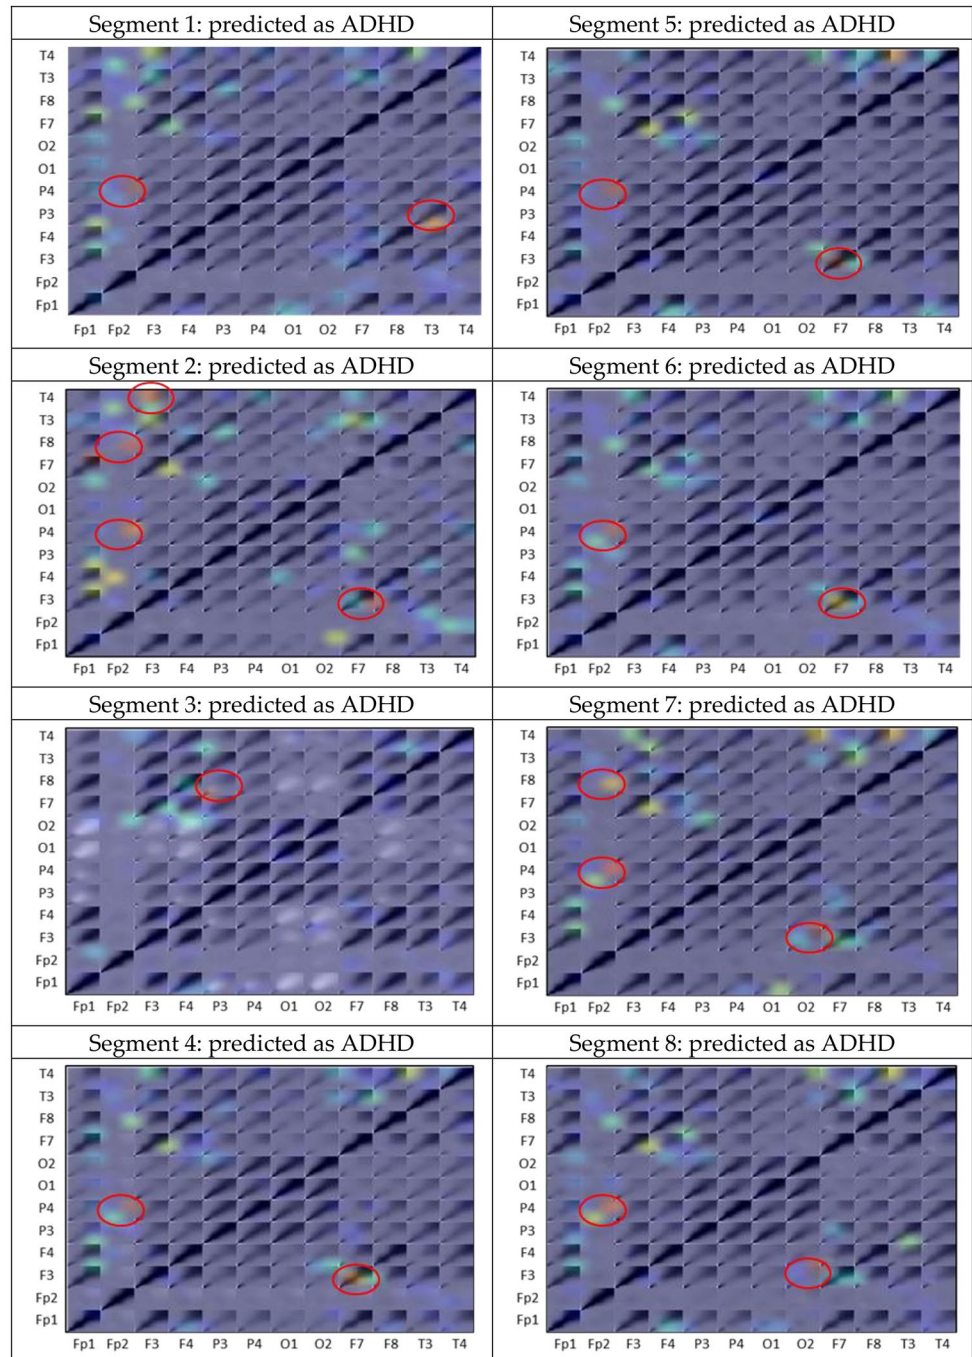 Segment 1: predicted as ADHD
T4
T3
F8
F7
O2
O1
P4
P3
F4
F3
Fp2
Fp1
Fp1 Fp2 F3 F4 P3 P4 O1 O2 F7 F8 T3 T4
Segment 5: predicted as ADHD
T4
T3
F8
F7
O2
O1
P4
P3
F4
F3
Fp2
Fp1
Fp1 Fp2 F3 F4 P3 P4 O1 O2 F7 F8 T3 T4
Segment 2: predicted as ADHD
T4
T3
F8
F7
O2
O1
P4
P3
F4
F3
Fp2
Fp1
Fp1 Fp2 F3 F4 P3 P4 O1 O2 F7 F8 T3 T4
Segment 6: predicted as ADHD
T4
T3
F8
F7
O2
O1
P4
P3
F4
F3
Fp2
Fp1
Fp1 Fp2 F3 F4 P3 P4 O1 O2 F7 F8 T3 T4
Segment 3: predicted as ADHD
T4
T3
F8
F7
O2
O1
P4
P3
F4
F3
Fp2
Fp1
Fp1 Fp2 F3 F4 P3 P4 O1 O2 F7 F8 T3 T4
Segment 7: predicted as ADHD
T4
T3
F8
F7
O2
O1
P4
P3
F4
F3
Fp2
Fp1
Fp1 Fp2 F3 F4 P3 P4 O1 O2 F7 F8 T3 T4
Segment 4: predicted as ADHD
T4
T3
F8
F7
O2
O1
P4
P3
F4
F3
Fp2
Fp1
Fp1 Fp2 F3 F4 P3 P4 O1 O2 F7 F8 T3 T4
Segment 8: predicted as ADHD
T4
T3
F8
F7
O2
O1
P4
P3
F4
F3
Fp2
Fp1
Fp1 Fp2 F3 F4 P3 P4 O1 O2 F7 F8 T3 T4